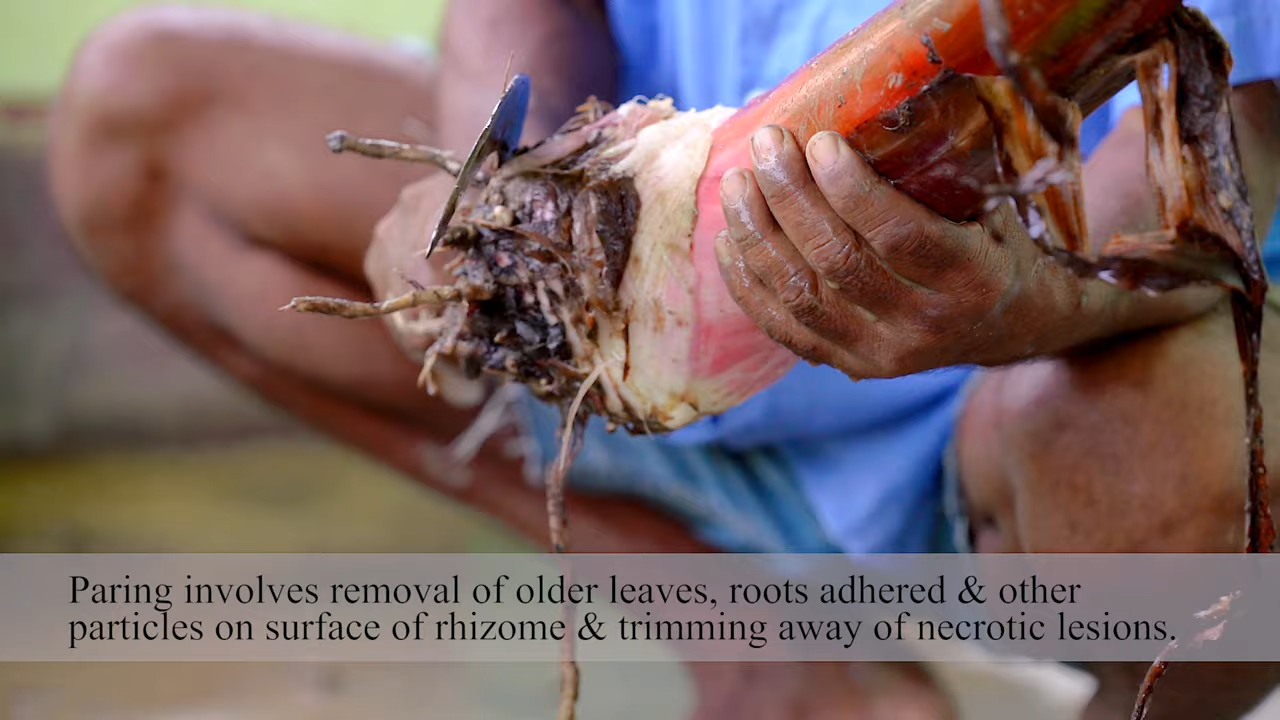 Paring involves removal of older leaves, roots adhered & other
particles on surface of rhizome & trimming away of necrotic lesions.